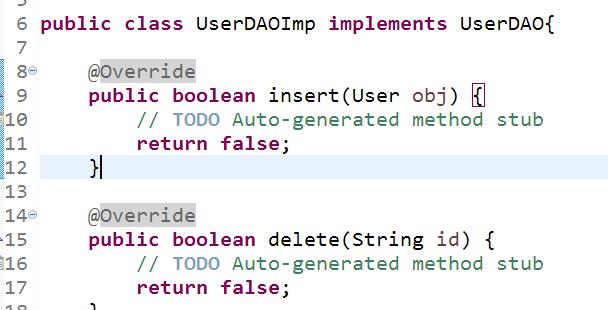 6 public class UserDAOImp implements UserDAO{
7
8 @Override
9 public boolean insert(User obj) {
10 // TODO Auto-generated method stub
11 return false;
12 }
13
14 @Override
15 public boolean delete(String id) {
16 // TODO Auto-generated method stub
17 return false;